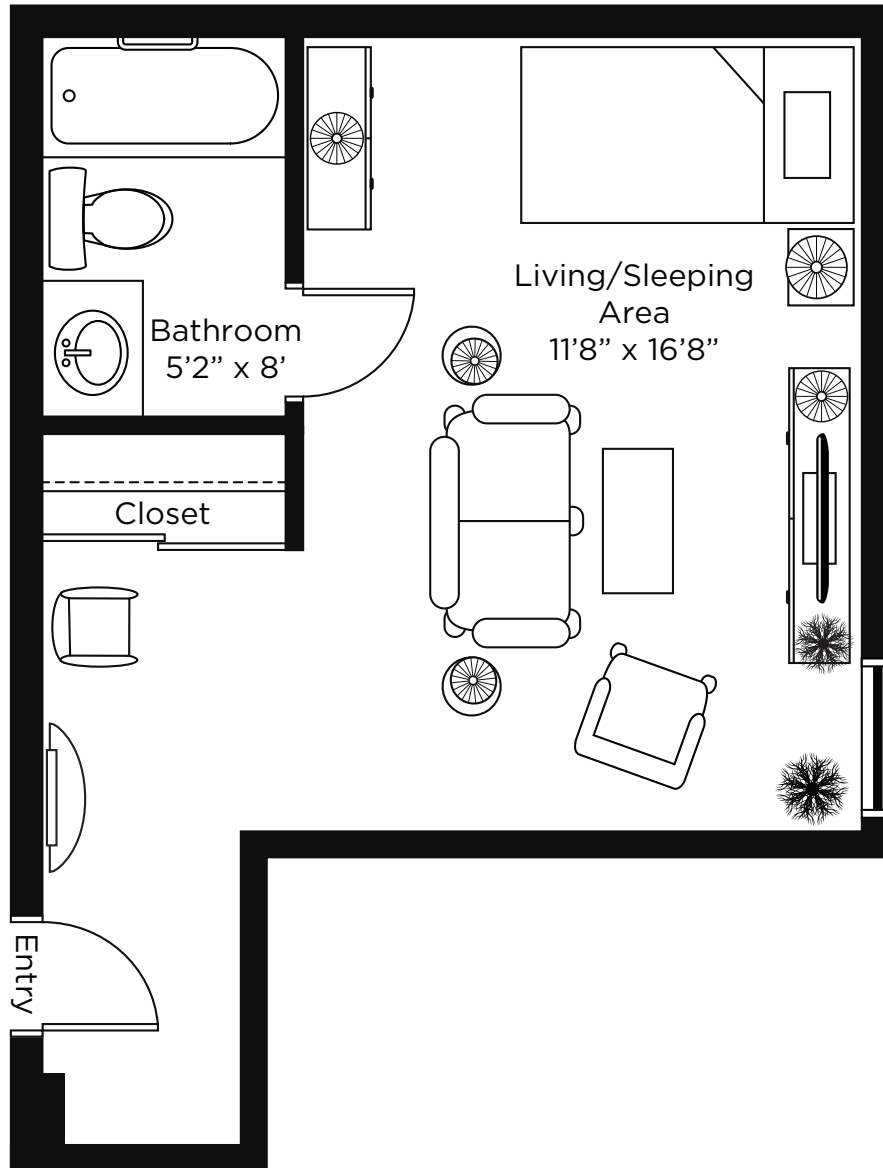 Living/Sleeping
Area
11’8” x 16’8”
Bathroom
5’2” x 8’
Closet
Entry